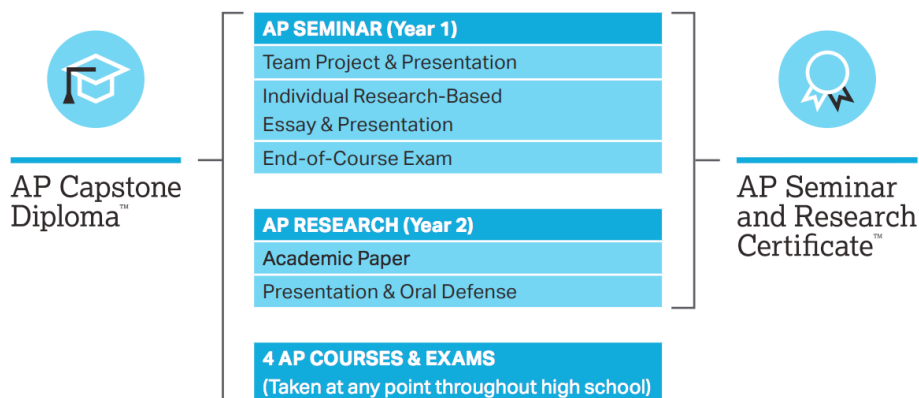 AP Capstone
Diploma™
AP SEMINAR (Year 1)
Team Project & Presentation
Individual Research-Based
Essay & Presentation
End-of-Course Exam
AP RESEARCH (Year 2)
Academic Paper
Presentation & Oral Defense
4 AP COURSES & EXAMS
(Taken at any point throughout high school)
AP Seminar
and Research
Certificate™